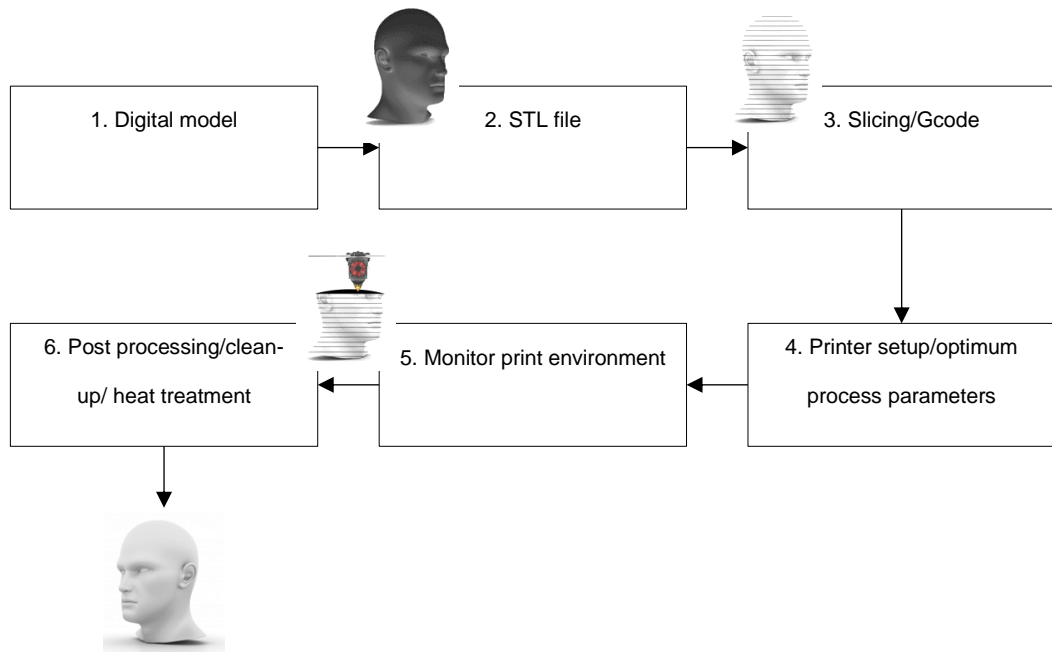 1. Digital model
2. STL file
3. Slicing/Gcode
4. Printer setup/optimum
process parameters
5. Monitor print environment
6. Post processing/clean-
up/ heat treatment